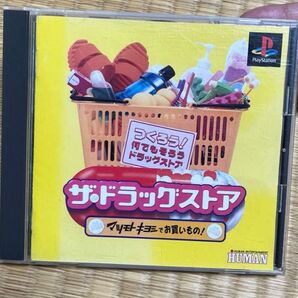 PlayStation
つくろう!
何でもそろう
ドラッグストア
ザ・ドラッグストア
マツモトキヨシでお買いもの!
HUMAN